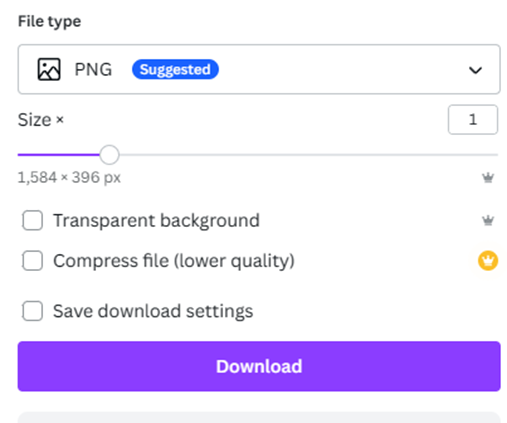 File type
PNG Suggested
Size × 1
1,584 × 396 px
Transparent background
Compress file (lower quality)
Save download settings
Download